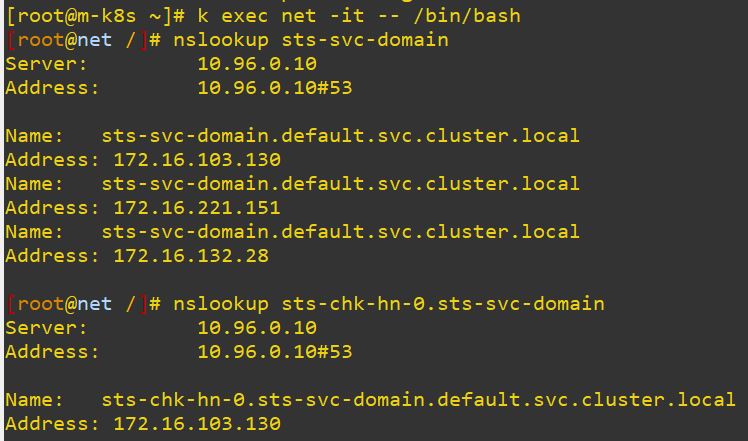 [root@m-k8s ~]# k exec net -it -- /bin/bash
[root@net /]# nslookup sts-svc-domain
Server:         10.96.0.10
Address:        10.96.0.10#53

Name:   sts-svc-domain.default.svc.cluster.local
Address: 172.16.103.130
Name:   sts-svc-domain.default.svc.cluster.local
Address: 172.16.221.151
Name:   sts-svc-domain.default.svc.cluster.local
Address: 172.16.132.28

[root@net /]# nslookup sts-chk-hn-0.sts-svc-domain
Server:         10.96.0.10
Address:        10.96.0.10#53

Name:   sts-chk-hn-0.sts-svc-domain.default.svc.cluster.local
Address: 172.16.103.130